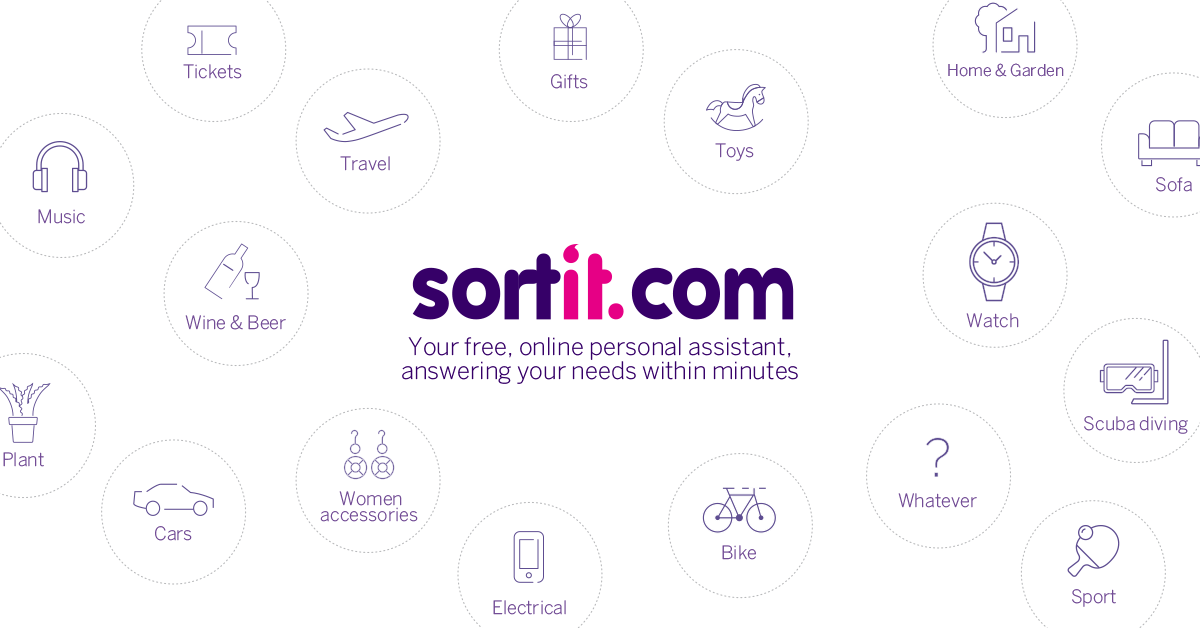 Tickets
Gifts
Home & Garden
Travel
Toys
Sofa
Music
Wine & Beer
sortit.com
Your free, online personal assistant,
answering your needs within minutes
Watch
Scuba diving
Plant
Cars
Women
accessories
Electrical
Bike
Whatever
Sport